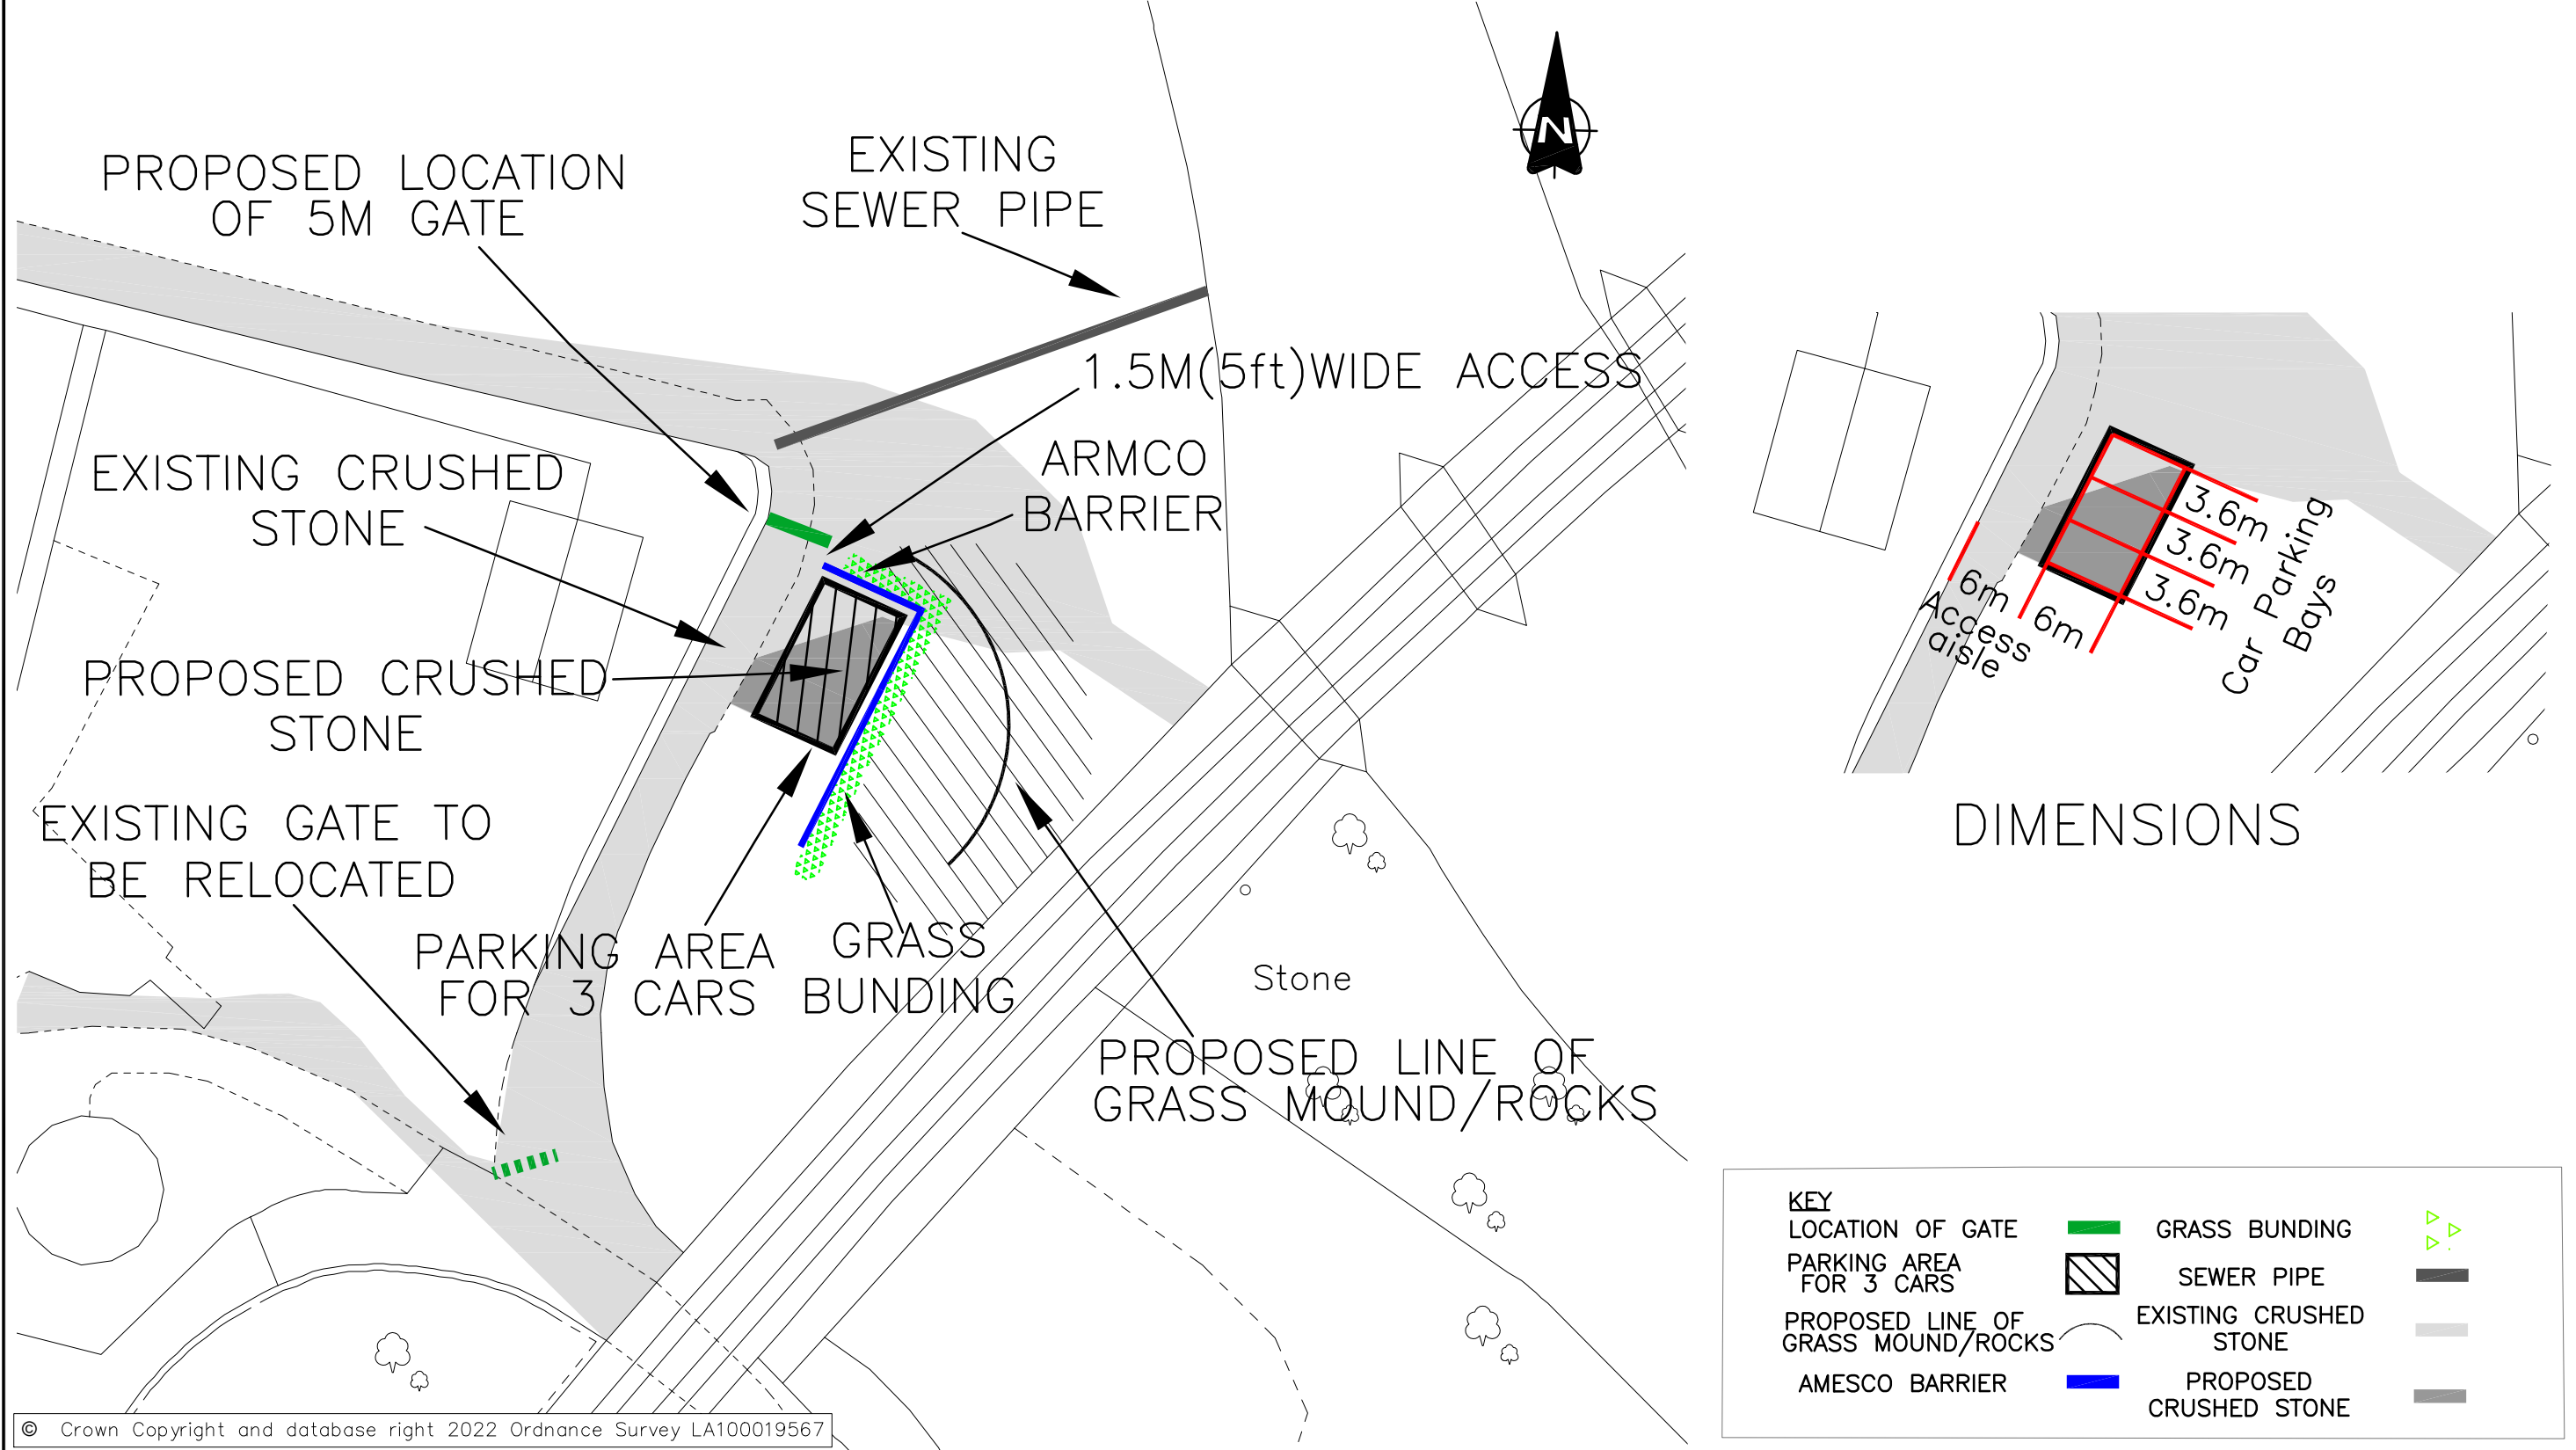 PROPOSED LOCATION
OF 5M GATE
EXISTING
SEWER PIPE
N
1.5M(5ft)WIDE ACCESS
ARMCO
BARRIER
EXISTING CRUSHED
STONE
PROPOSED CRUSHED
STONE
EXISTING GATE TO
BE RELOCATED
PARKING AREA
FOR 3 CARS
GRASS
BUNDING
Stone
PROPOSED LINE OF
GRASS MOUND/ROCKS
3.6m
3.6m
3.6m
6m
6m
Access
aisle
Car Parking
Bays
DIMENSIONS
KEY
LOCATION OF GATE
PARKING AREA
FOR 3 CARS
PROPOSED LINE OF
GRASS MOUND/ROCKS
AMESCO BARRIER
GRASS BUNDING
SEWER PIPE
EXISTING CRUSHED
STONE
PROPOSED
CRUSHED STONE
© Crown Copyright and database right 2022 Ordnance Survey LA100019567